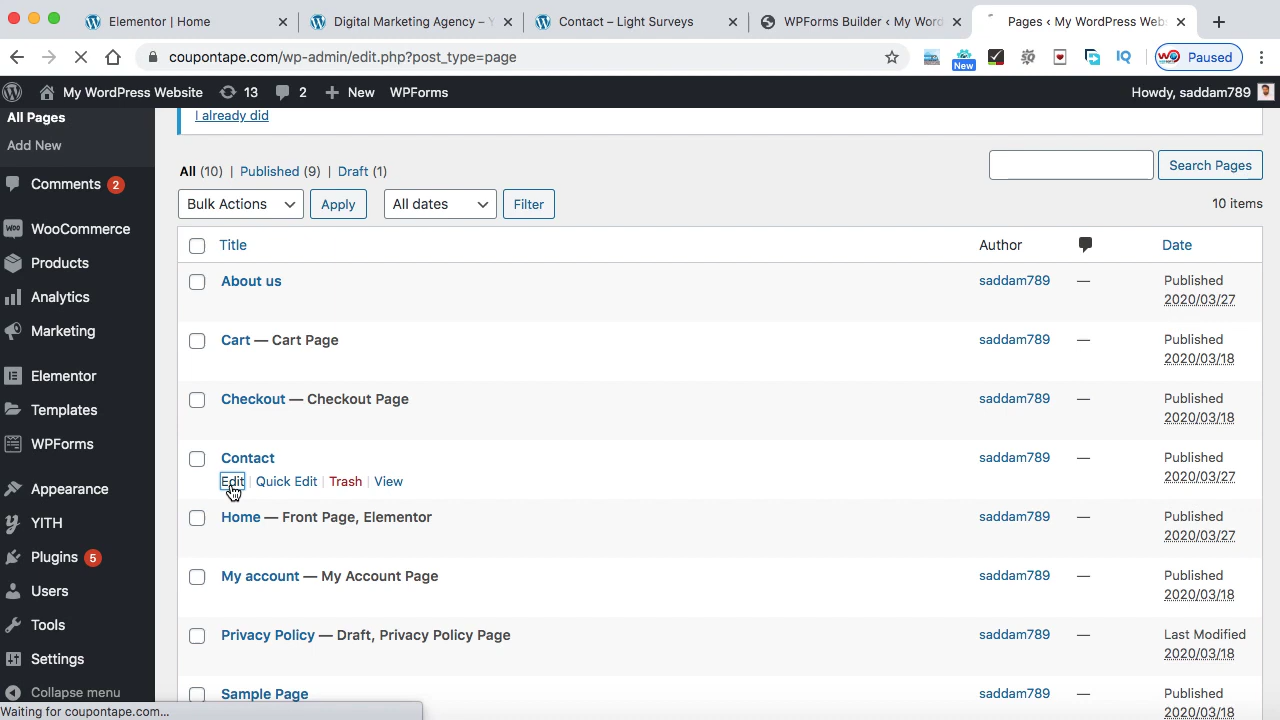 Elementor | Home
Digital Marketing Agency – Y
Contact – Light Surveys
WPForms Builder ‹ My Word
Pages ‹ My WordPress Web
coupontape.com/wp-admin/edit.php?post_type=page
New
IQ
Paused
My WordPress Website
13
2
New
WPForms
Howdy, saddam789
All Pages
Add New
Comments 2
WooCommerce
Products
Analytics
Marketing
Elementor
Templates
WPForms
Appearance
YITH
Plugins 5
Users
Tools
Settings
Collapse menu
I already did
All (10) | Published (9) | Draft (1)
Search Pages
Bulk Actions
Apply
All dates
Filter
10 items
Title Author Date
About us saddam789 — Published
2020/03/27
Cart — Cart Page saddam789 — Published
2020/03/18
Checkout — Checkout Page saddam789 — Published
2020/03/18
Contact saddam789 — Published
Edit | Quick Edit | Trash | View 2020/03/27
Home — Front Page, Elementor saddam789 — Published
2020/03/27
My account — My Account Page saddam789 — Published
2020/03/18
Privacy Policy — Draft, Privacy Policy Page saddam789 — Last Modified
2020/03/18
Sample Page saddam789 — Published
2020/03/18
Waiting for coupontape.com...